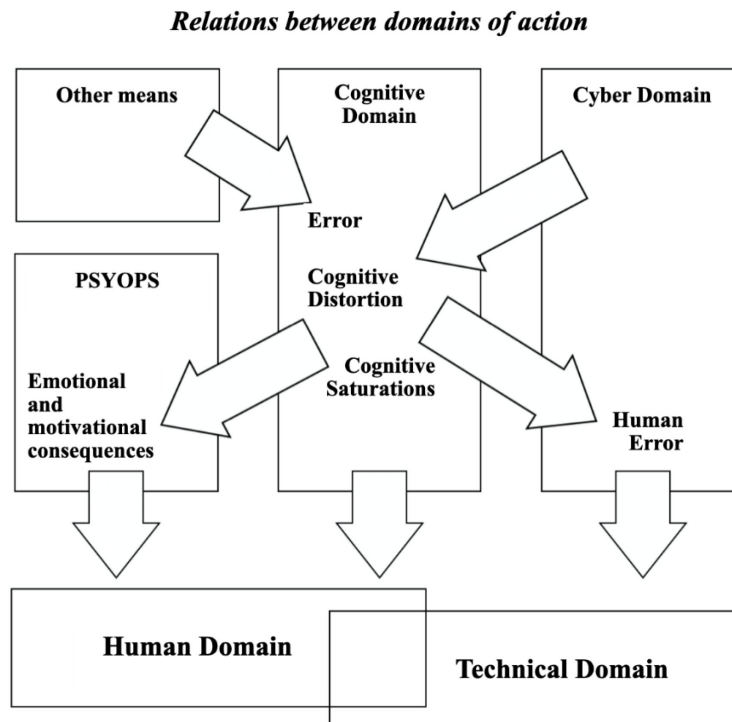 Relations between domains of action
Other means
Cognitive
Domain
Cyber Domain
Error
PSYOPS
Cognitive
Distortion
Cognitive
Saturations
Emotional
and
motivational
consequences
Human
Error
Human Domain
Technical Domain